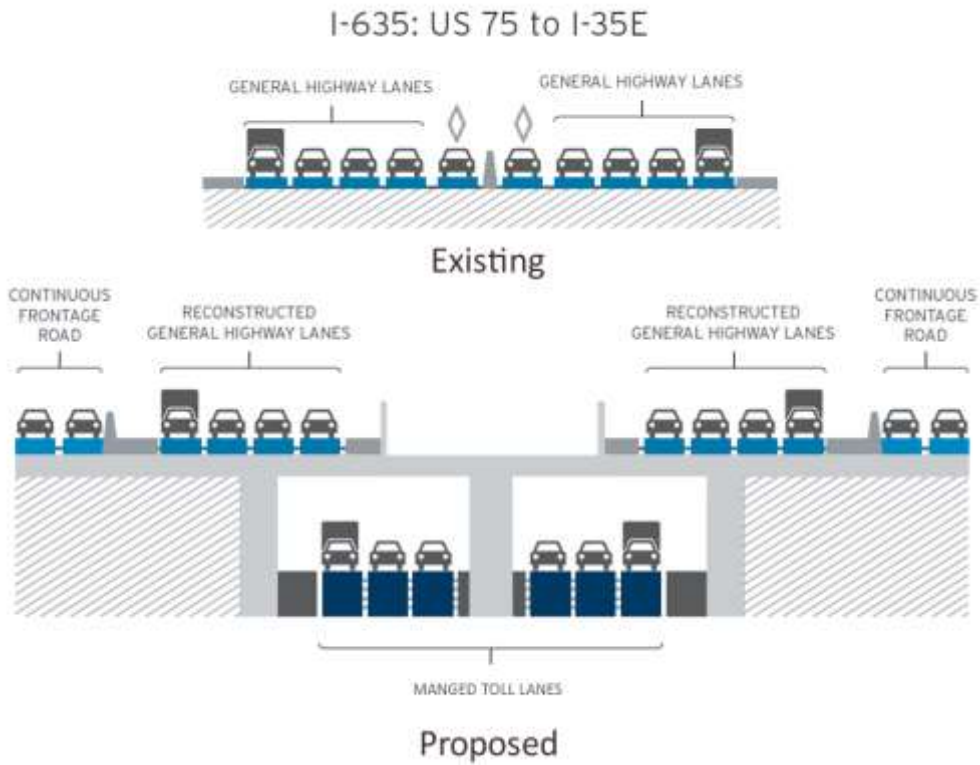 I-635: US 75 to I-35E
GENERAL HIGHWAY LANES
GENERAL HIGHWAY LANES
Existing
CONTINUOUS
FRONTAGE
ROAD
RECONSTRUCTED
GENERAL HIGHWAY LANES
RECONSTRUCTED
GENERAL HIGHWAY LANES
CONTINUOUS
FRONTAGE
ROAD
MANGED TOLL LANES
Proposed